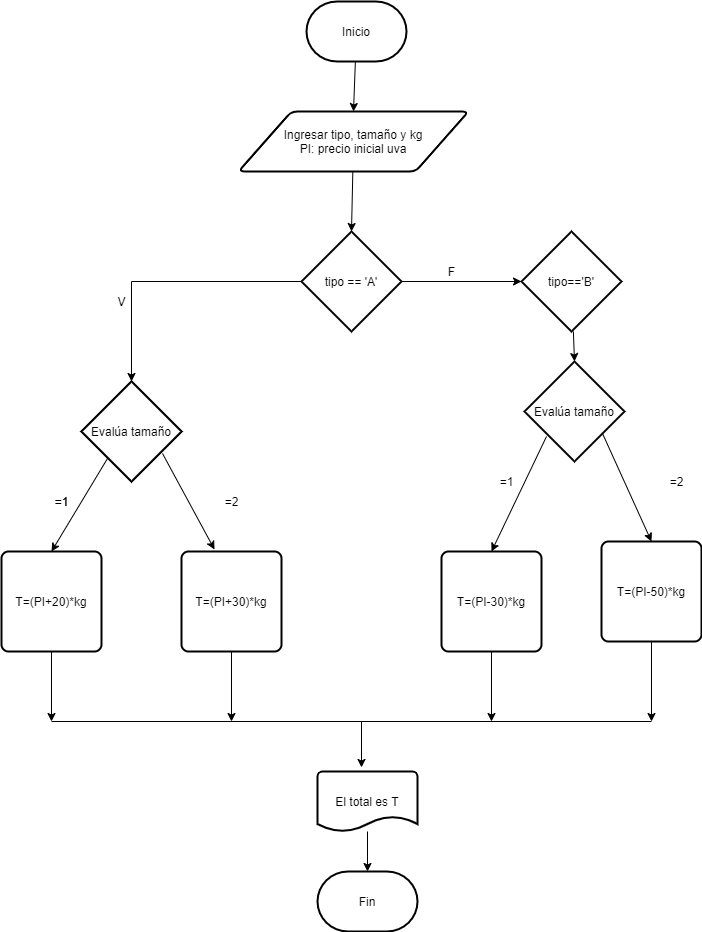 Inicio
Ingresar tipo, tamaño y kg
PI: precio inicial uva
tipo == 'A'
F
tipo=='B'
V
Evalúa tamaño
Evalúa tamaño
=1
=2
=1
=2
T=(PI+20)*kg
T=(PI+30)*kg
T=(PI-30)*kg
T=(PI-50)*kg
El total es T
Fin